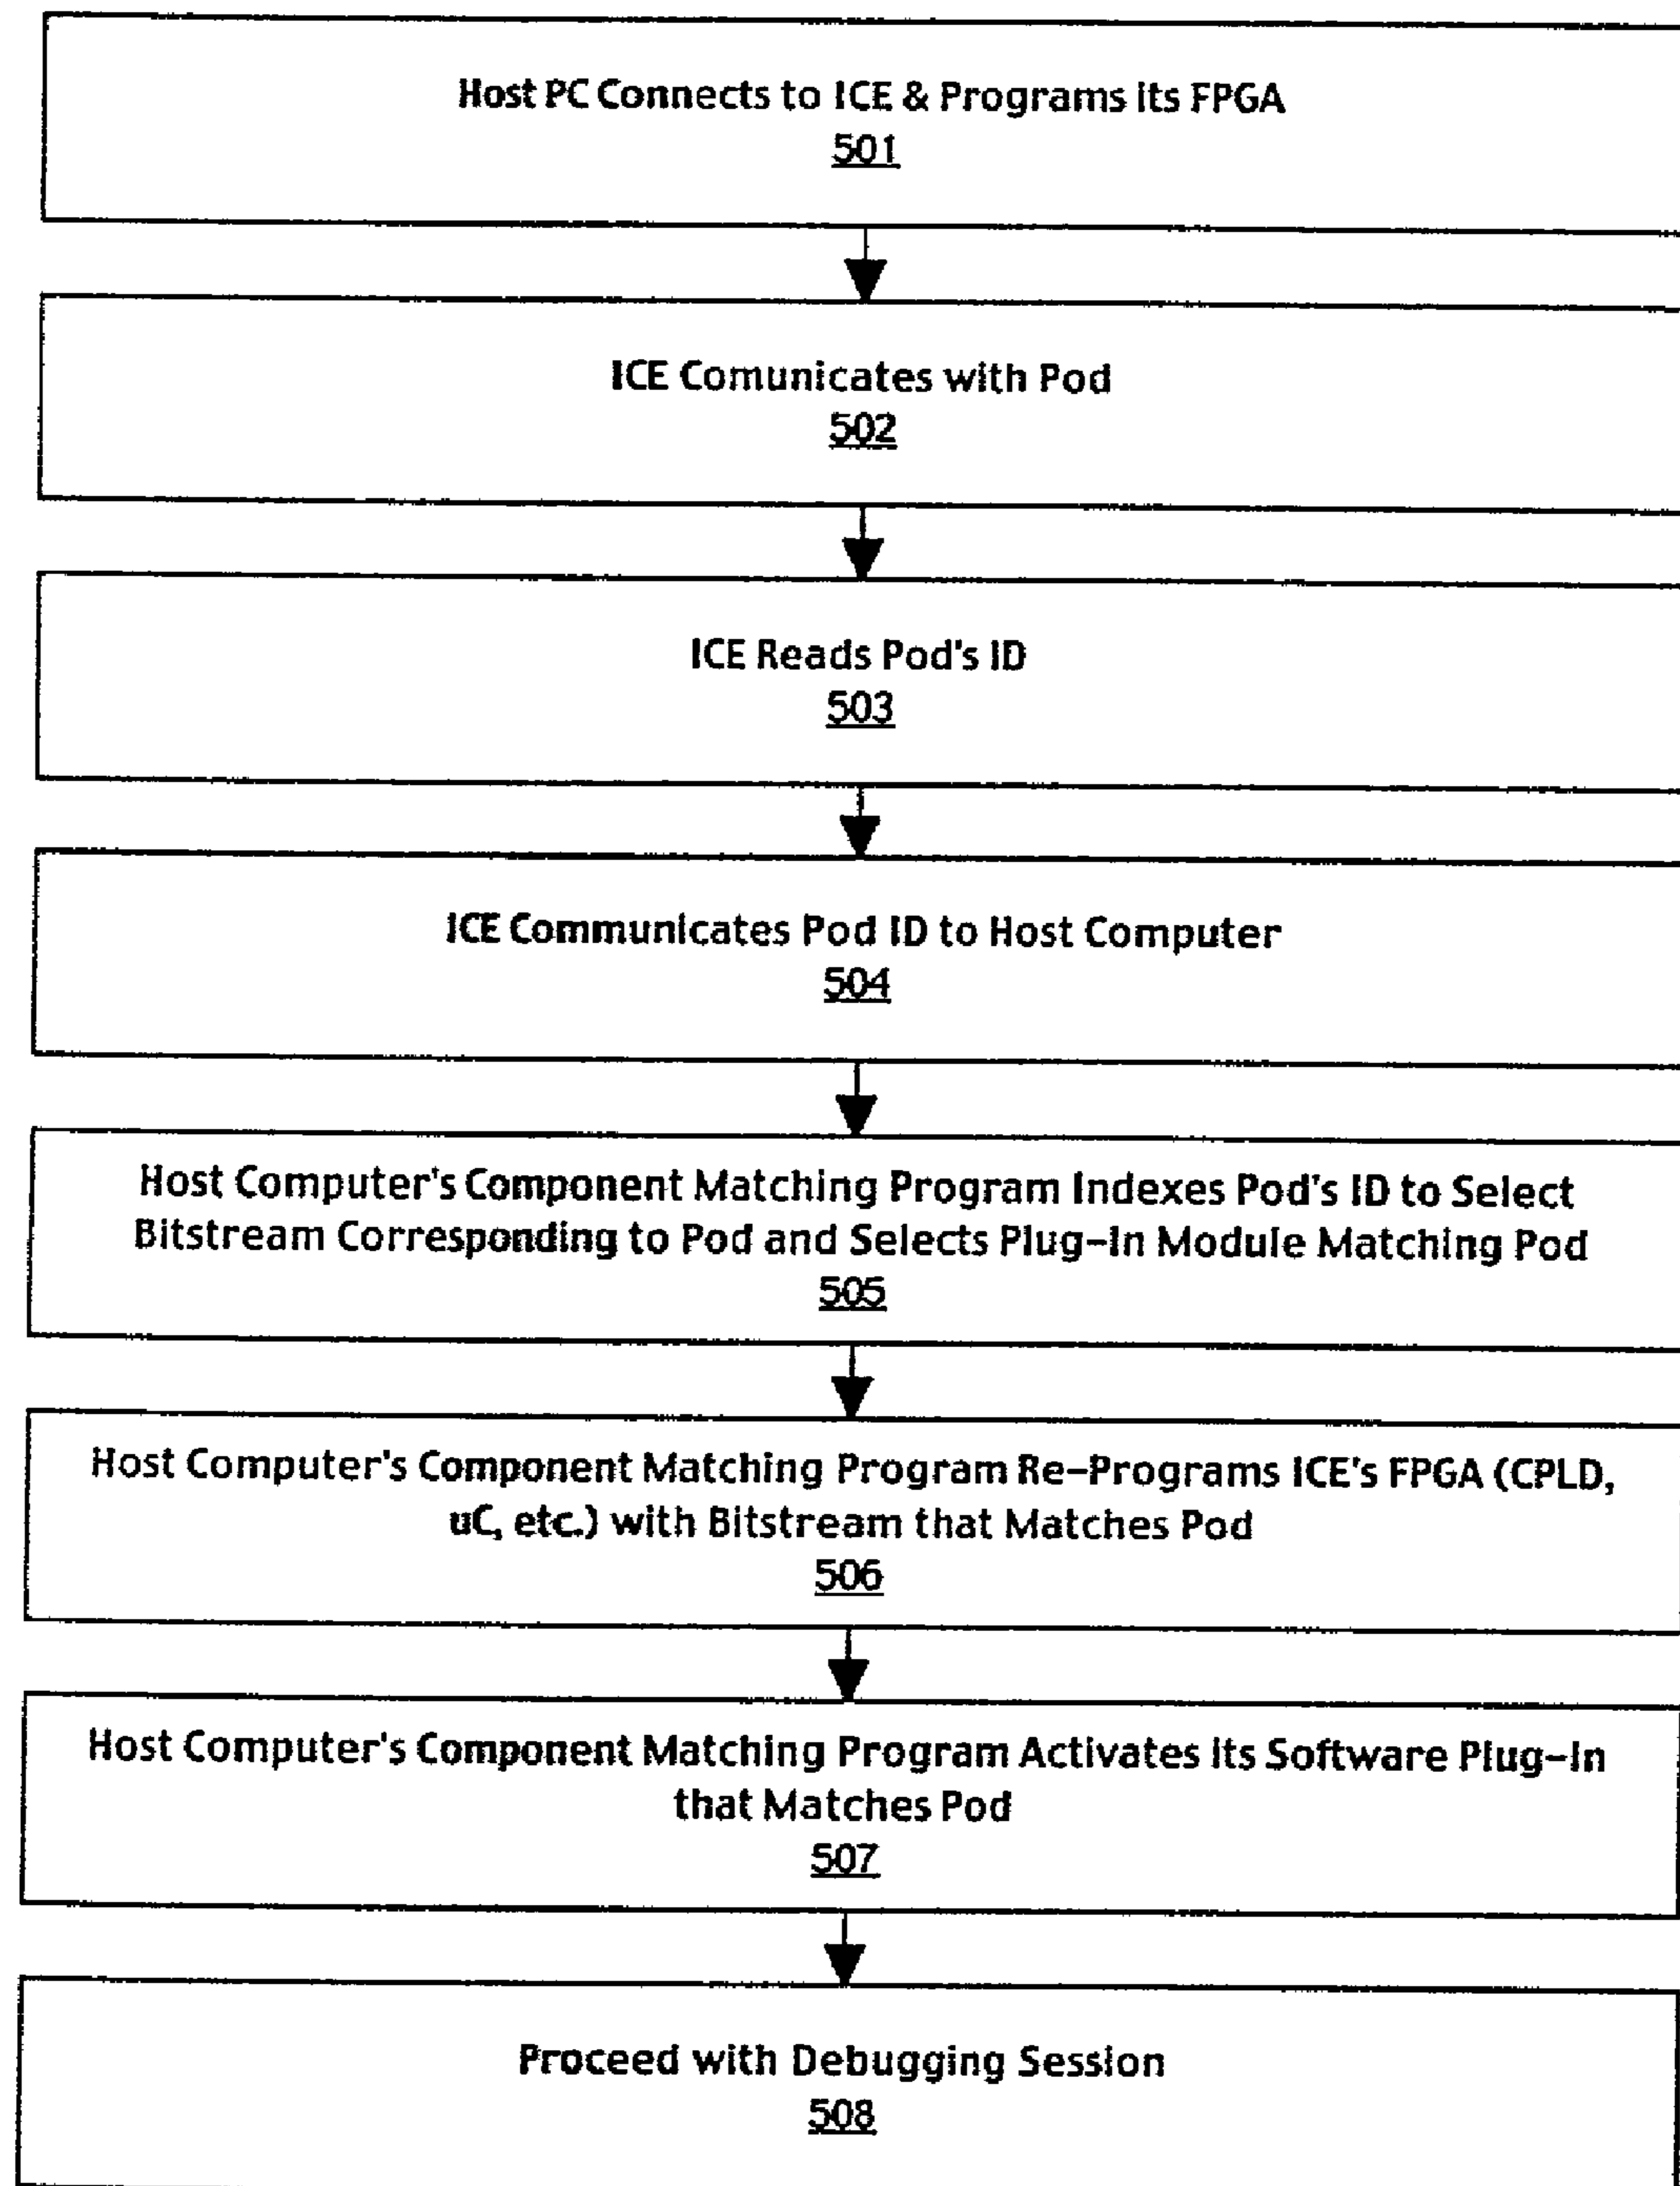 Host PC Connects to ICE & Programs its FPGA
501
ICE Comunicates with Pod
502
ICE Reads Pod's ID
503
ICE Communicates Pod ID to Host Computer
504
Host Computer's Component Matching Program Indexes Pod's ID to Select
Bitstream Corresponding to Pod and Selects Plug-In Module Matching Pod
505
Host Computer's Component Matching Program Re-Programs ICE's FPGA (CPLD,
uC, etc.) with Bitstream that Matches Pod
506
Host Computer's Component Matching Program Activates its Software Plug-In
that Matches Pod
507
Proceed with Debugging Session
508